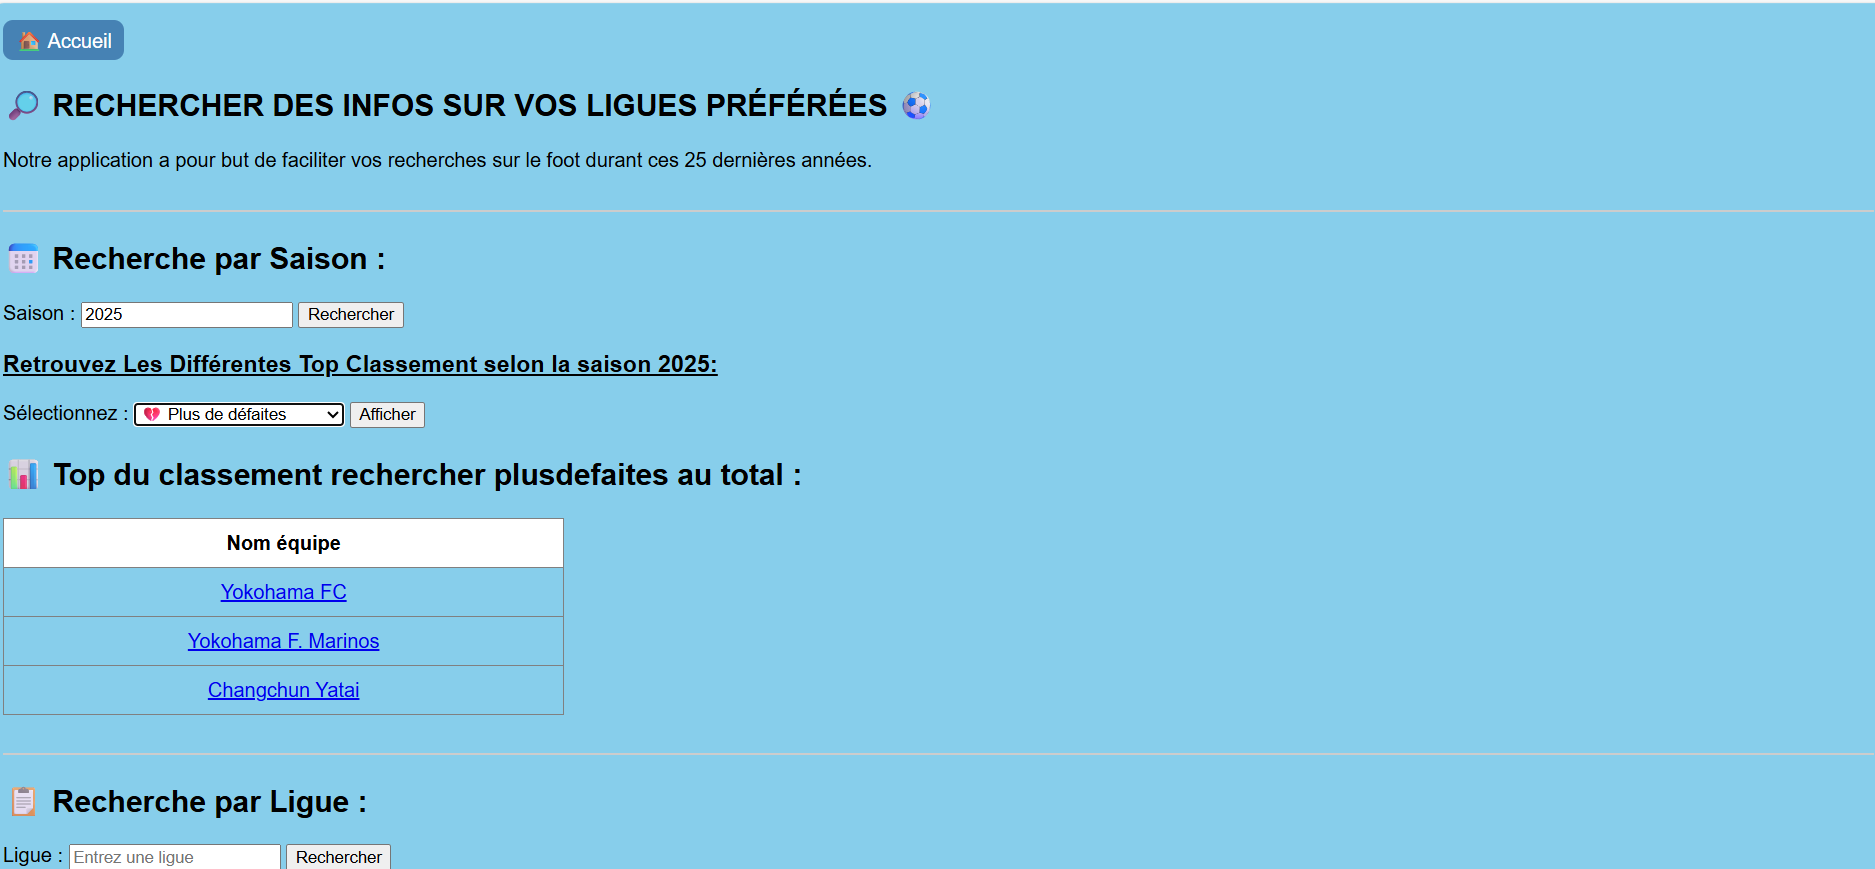 🏠 Accueil
🔎 RECHERCHER DES INFOS SUR VOS LIGUES PRÉFÉRÉES ⚽
Notre application a pour but de faciliter vos recherches sur le foot durant ces 25 dernières années.
📅 Recherche par Saison :
Saison : 2025 Rechercher
Retrouvez Les Différentes Top Classement selon la saison 2025:
Sélectionnez : 💔 Plus de défaites Afficher
📊 Top du classement rechercher plusdefaites au total :
Nom équipe
Yokohama FC
Yokohama F. Marinos
Changchun Yatai
📋 Recherche par Ligue :
Ligue : Entrez une ligue Rechercher